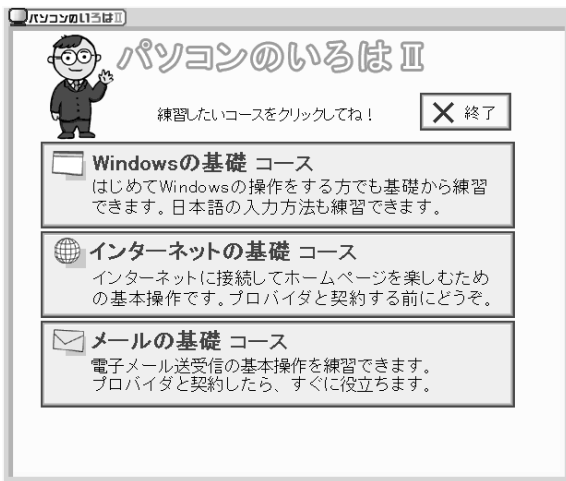 パソコンのいろはⅡ
パソコンのいろはⅡ
練習したいコースをクリックしてね！
終了
Windowsの基礎 コース
はじめてWindowsの操作をする方でも基礎から練習
できます。日本語の入力方法も練習できます。
インターネットの基礎 コース
インターネットに接続してホームページを楽しむため
の基本操作です。プロバイダと契約する前にどうぞ。
メールの基礎 コース
電子メール送受信の基本操作を練習できます。
プロバイダと契約したら、すぐに役立ちます。